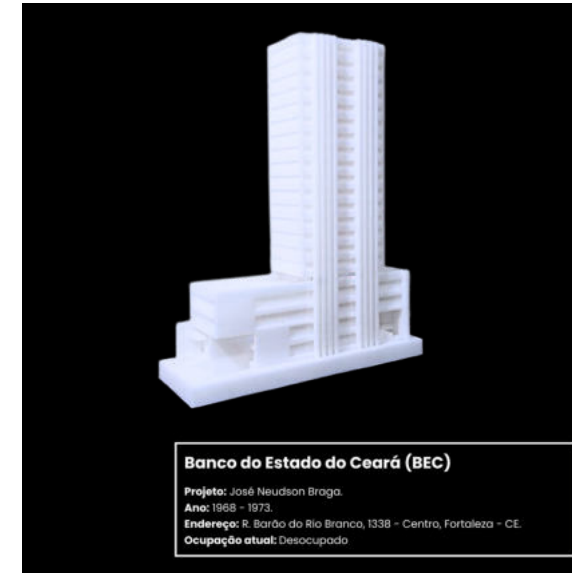 Banco do Estado do Ceará (BEC)
Projeto: José Neudson Braga.
Ano: 1968 - 1973.
Endereço: R. Barão do Rio Branco, 1338 - Centro, Fortaleza - CE.
Ocupação atual: Desocupado